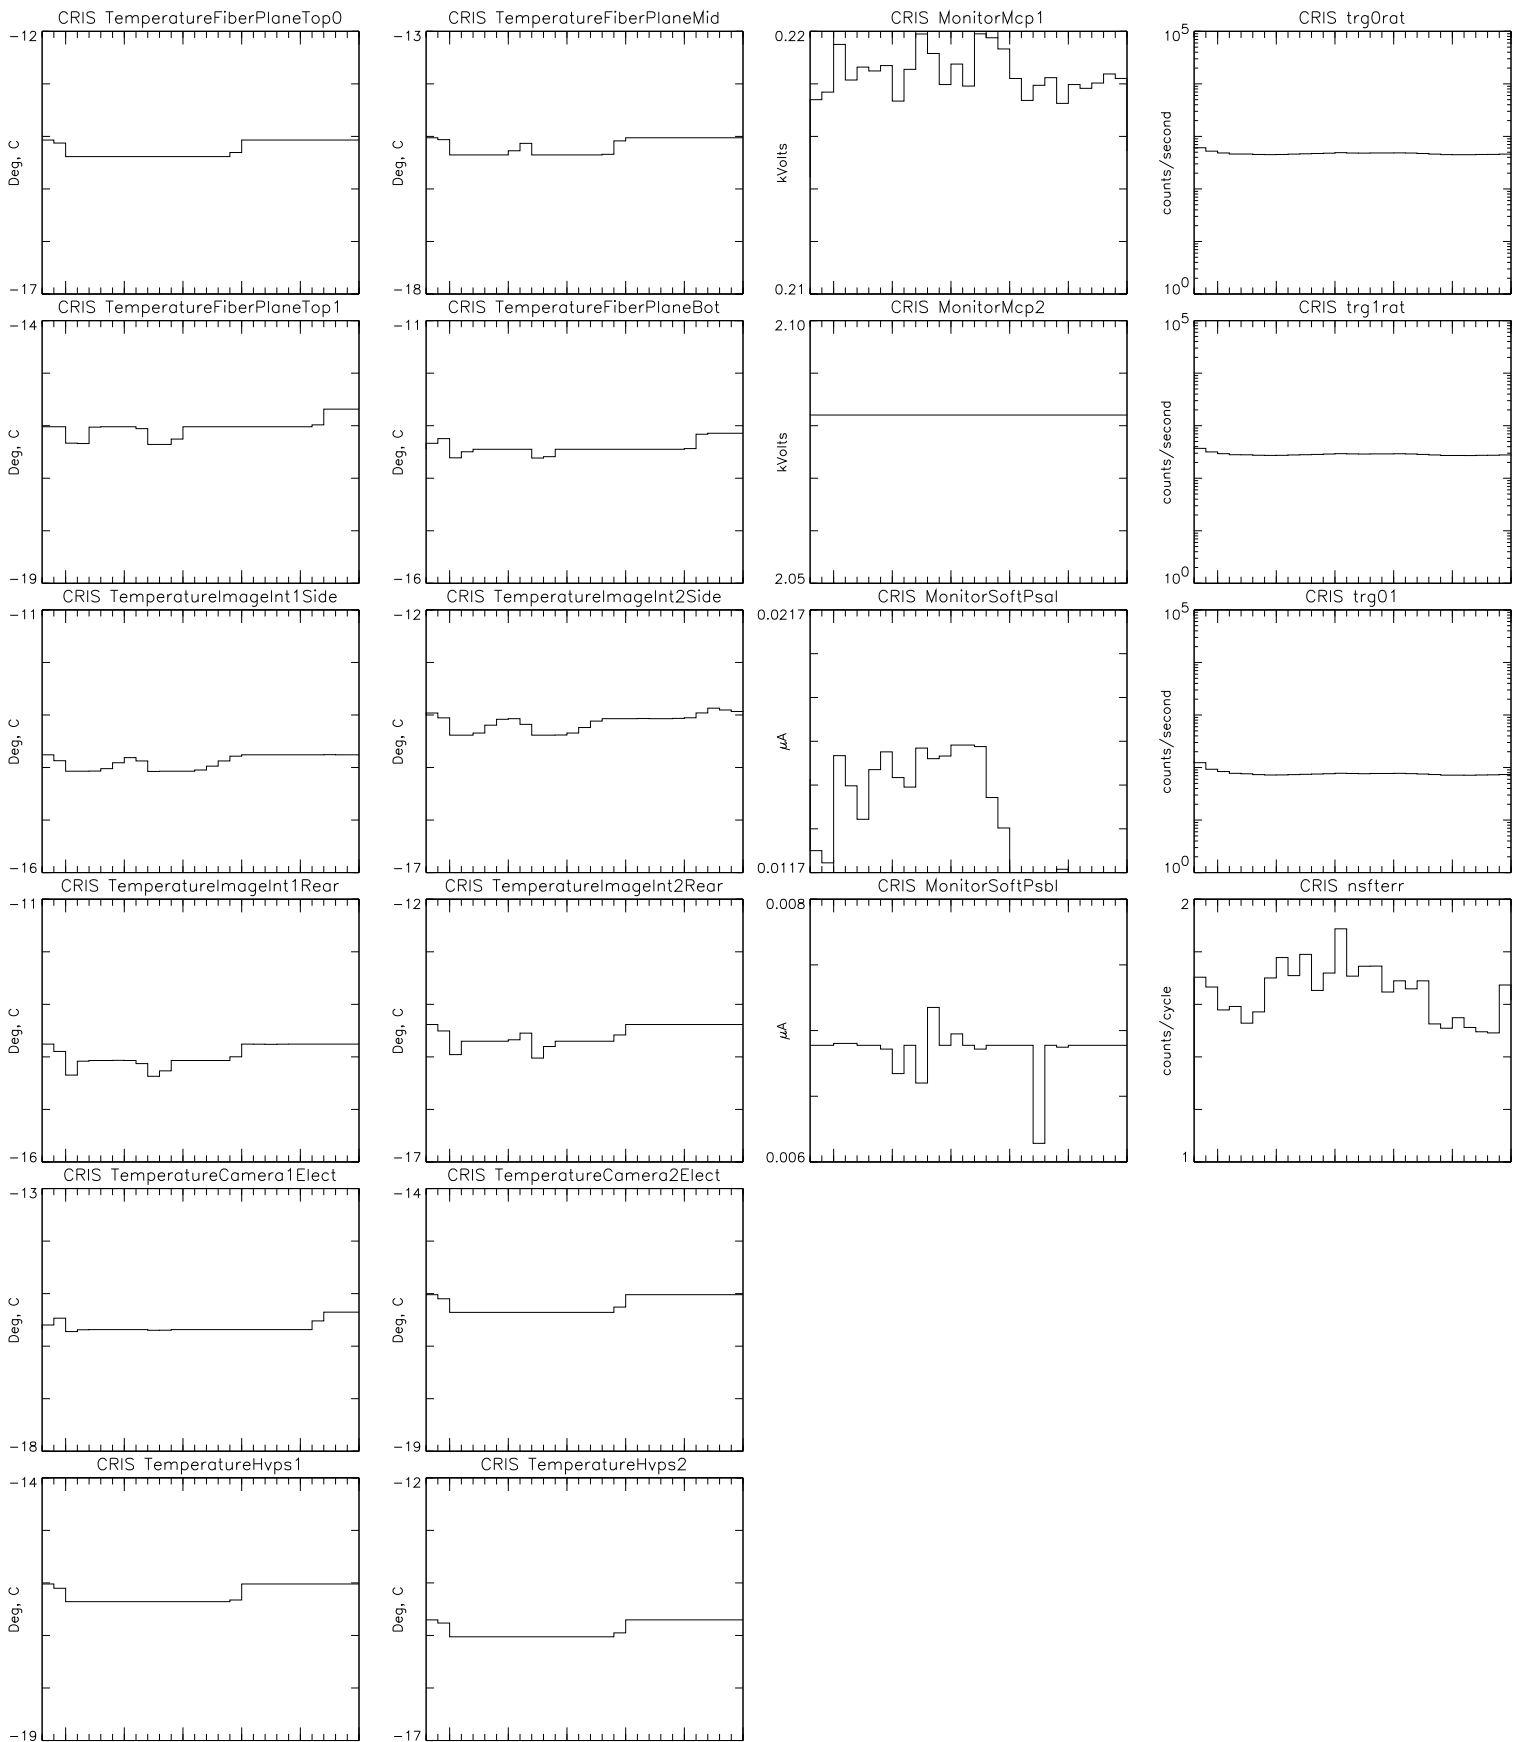 CRIS TemperatureFiberPlaneTop0
-12
Deg, C
-17
CRIS TemperatureFiberPlaneMid
-13
Deg, C
-18
CRIS MonitorMcp1
0.22
kVolts
0.21
CRIS trg0rat
10^5
counts/second
10^0
CRIS TemperatureFiberPlaneTop1
-14
Deg, C
-19
CRIS TemperatureFiberPlaneBot
-11
Deg, C
-16
CRIS MonitorMcp2
2.10
kVolts
2.05
CRIS trg1rat
10^5
counts/second
10^0
CRIS TemperatureImageInt1Side
-11
Deg, C
-16
CRIS TemperatureImageInt2Side
-12
Deg, C
-17
CRIS MonitorSoftPsaI
0.0217
μA
0.0117
CRIS trg01
10^5
counts/second
10^0
CRIS TemperatureImageInt1Rear
-11
Deg, C
-16
CRIS TemperatureImageInt2Rear
-12
Deg, C
-17
CRIS MonitorSoftPsbI
0.008
μA
0.006
CRIS nsfterr
2
counts/cycle
1
CRIS TemperatureCamera1Elect
-13
Deg, C
-18
CRIS TemperatureCamera2Elect
-14
Deg, C
-19
CRIS TemperatureHvps1
-14
Deg, C
-19
CRIS TemperatureHvps2
-12
Deg, C
-17